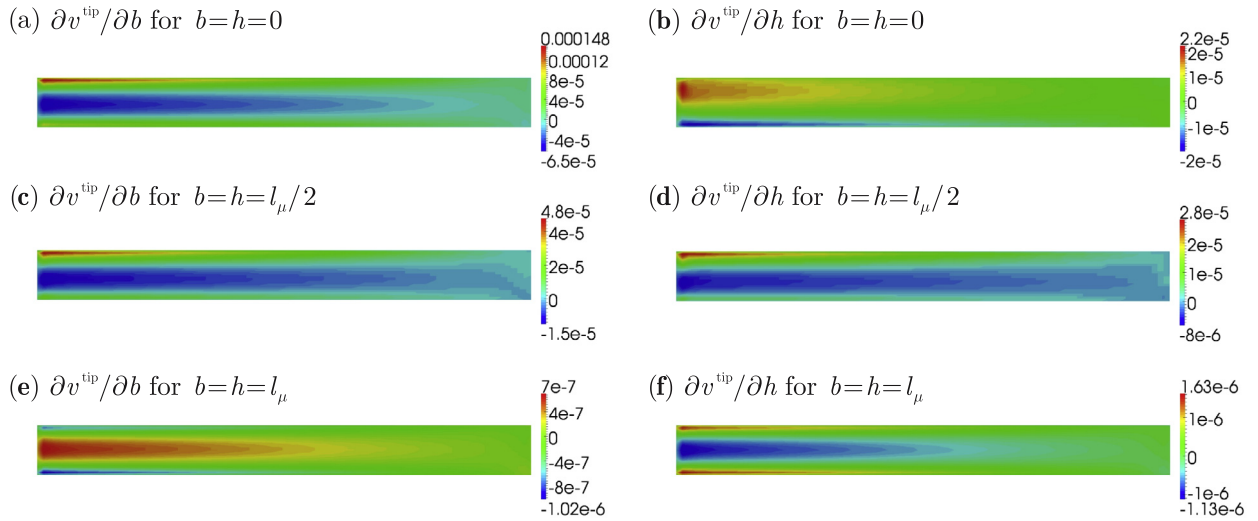 (a) ∂v^tip/∂b for b=h=0
0.000148
0.00012
8e-5
4e-5
0
-4e-5
-6.5e-5
(b) ∂v^tip/∂h for b=h=0
2.2e-5
2e-5
1e-5
0
-1e-5
-2e-5
(c) ∂v^tip/∂b for b=h=l_μ/2
4.8e-5
4e-5
2e-5
0
-1.5e-5
(d) ∂v^tip/∂h for b=h=l_μ/2
2.8e-5
2e-5
1e-5
0
-8e-6
(e) ∂v^tip/∂b for b=h=l_μ
7e-7
4e-7
0
-4e-7
-8e-7
-1.02e-6
(f) ∂v^tip/∂h for b=h=l_μ
1.63e-6
1e-6
0
-1e-6
-1.13e-6